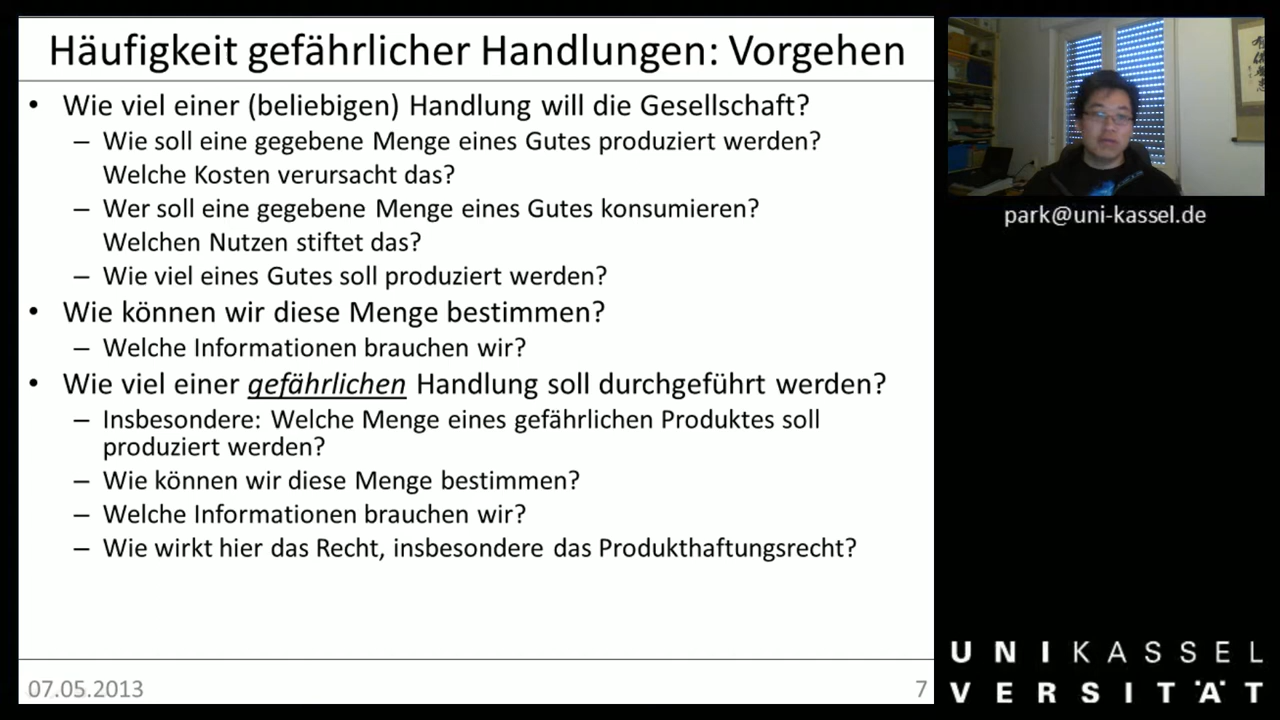 Häufigkeit gefährlicher Handlungen: Vorgehen
• Wie viel einer (beliebigen) Handlung will die Gesellschaft?
– Wie soll eine gegebene Menge eines Gutes produziert werden?
Welche Kosten verursacht das?
– Wer soll eine gegebene Menge eines Gutes konsumieren?
Welchen Nutzen stiftet das?
– Wie viel eines Gutes soll produziert werden?
• Wie können wir diese Menge bestimmen?
– Welche Informationen brauchen wir?
• Wie viel einer gefährlichen Handlung soll durchgeführt werden?
– Insbesondere: Welche Menge eines gefährlichen Produktes soll
produziert werden?
– Wie können wir diese Menge bestimmen?
– Welche Informationen brauchen wir?
– Wie wirkt hier das Recht, insbesondere das Produkthaftungsrecht?
07.05.2013
7
park@uni-kassel.de
UNIKASSEL
VERSITÄT